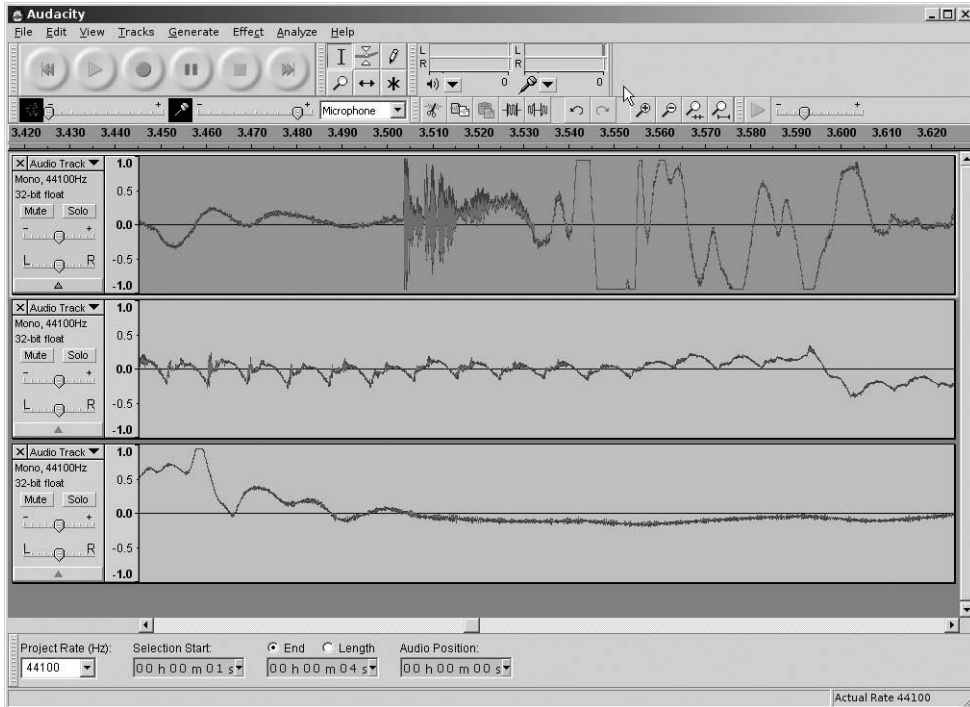 Audacity
File Edit View Tracks Generate Effect Analyze Help
L R 0 L R 0
- + - + Microphone - +
3.420 3.430 3.440 3.450 3.460 3.470 3.480 3.490 3.500 3.510 3.520 3.530 3.540 3.550 3.560 3.570 3.580 3.590 3.600 3.610 3.620
X Audio Track 1.0
Mono, 44100Hz
32-bit float 0.5
Mute Solo
- + 0.0
L R -0.5
-1.0
X Audio Track 1.0
Mono, 44100Hz
32-bit float 0.5
Mute Solo
- + 0.0
L R -0.5
-1.0
X Audio Track 1.0
Mono, 44100Hz
32-bit float 0.5
Mute Solo
- + 0.0
L R -0.5
-1.0
Project Rate (Hz): Selection Start: End Length Audio Position:
44100 00 h 00 m 01 s 00 h 00 m 04 s 00 h 00 m 00 s
Actual Rate 44100